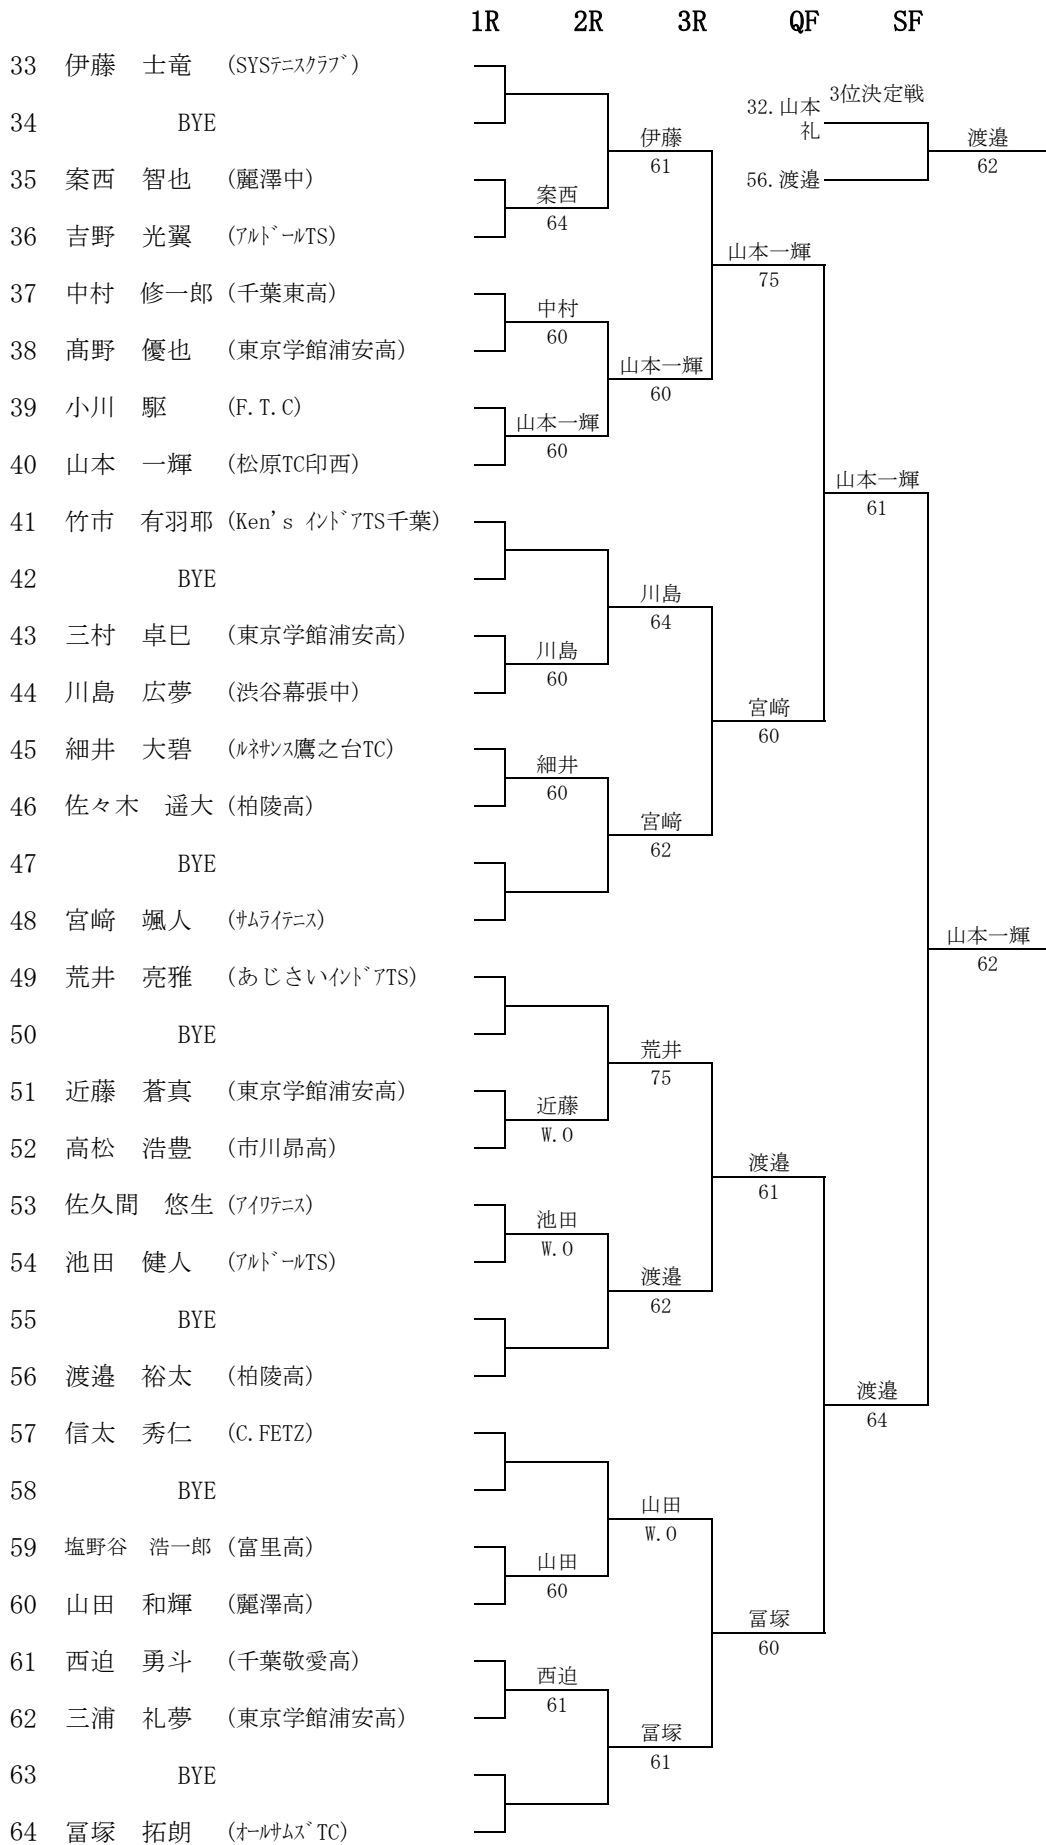 1R 2R 3R QF SF
33 伊藤 士竜 (SYSﾃﾆｽｸﾗﾌﾞ)
3位決定戦
32.山本
礼
34 BYE
伊藤
渡邉
61
62
35 案西 智也 (麗澤中)
56.渡邉
案西
64
36 吉野 光翼 (ｱﾙﾄﾞｰﾙTS)
山本一輝
75
37 中村 修一郎 (千葉東高)
中村
60
38 髙野 優也 (東京学館浦安高)
山本一輝
60
39 小川 駆 (F.T.C)
山本一輝
60
40 山本 一輝 (松原TC印西)
山本一輝
61
41 竹市 有羽耶 (Ken's ｲﾝﾄﾞｱTS千葉)
42 BYE
川島
64
43 三村 卓巳 (東京学館浦安高)
川島
60
44 川島 広夢 (渋谷幕張中)
宮﨑
60
45 細井 大碧 (ﾙﾈｻﾝｽ鷹之台TC)
細井
60
46 佐々木 遥大 (柏陵高)
宮﨑
62
47 BYE
48 宮﨑 颯人 (ｻﾑﾗｲﾃﾆｽ)
山本一輝
62
49 荒井 亮雅 (あじさいｲﾝﾄﾞｱTS)
50 BYE
荒井
75
51 近藤 蒼真 (東京学館浦安高)
近藤
W.O
52 高松 浩豊 (市川昴高)
渡邉
61
53 佐久間 悠生 (ｱｲﾜﾃﾆｽ)
池田
W.O
54 池田 健人 (ｱﾙﾄﾞｰﾙTS)
渡邉
62
55 BYE
56 渡邉 裕太 (柏陵高)
渡邉
64
57 信太 秀仁 (C.FETZ)
58 BYE
山田
W.O
59 塩野谷 浩一郎 (富里高)
山田
60
60 山田 和輝 (麗澤高)
冨塚
60
61 西迫 勇斗 (千葉敬愛高)
西迫
61
62 三浦 礼夢 (東京学館浦安高)
冨塚
61
63 BYE
64 冨塚 拓朗 (ｵｰﾙｻﾑｽﾞTC)